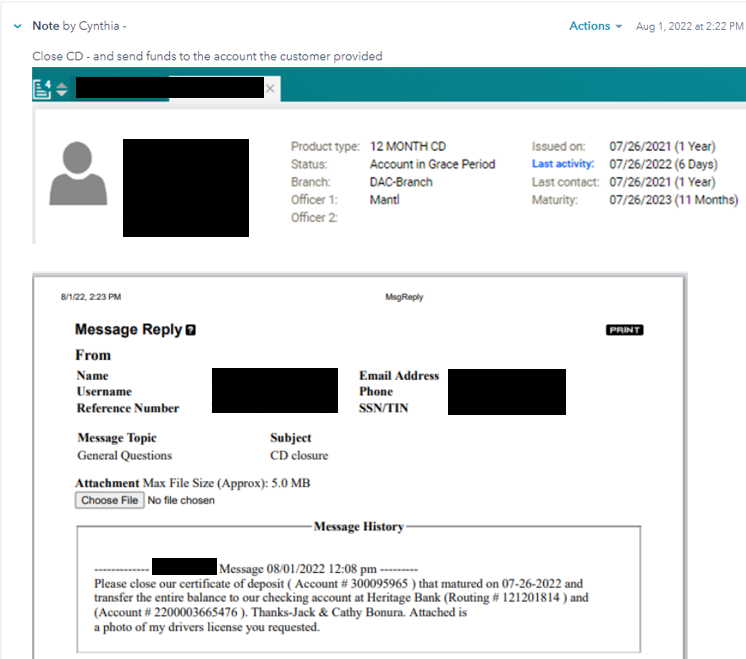 Note by Cynthia -
Actions
Aug 1, 2022 at 2:22 PM
Close CD - and send funds to the account the customer provided
4
Product type: 12 MONTH CD
Issued on: 07/26/2021 (1 Year)
Status: Account in Grace Period
Last activity: 07/26/2022 (6 Days)
Branch: DAC-Branch
Last contact: 07/26/2021 (1 Year)
Officer 1: Mantl
Maturity: 07/26/2023 (11 Months)
Officer 2:
8/1/22, 2:23 PM
MsgReply
Message Reply ?
PRINT
From
Name
Email Address
Username
Phone
Reference Number
SSN/TIN
Message Topic
Subject
General Questions
CD closure
Attachment Max File Size (Approx): 5.0 MB
Choose File No file chosen
Message History
------------- Message 08/01/2022 12:08 pm ---------
Please close our certificate of deposit ( Account # 300095965 ) that matured on 07-26-2022 and
transfer the entire balance to our checking account at Heritage Bank (Routing # 121201814 ) and
(Account # 2200003665476 ). Thanks-Jack & Cathy Bonura. Attached is
a photo of my drivers license you requested.